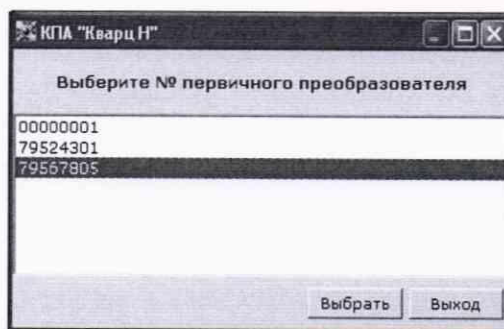 КПА "Кварц Н"
Выберите № первичного преобразователя
00000001
79524301
79567805
Выбрать
Выход